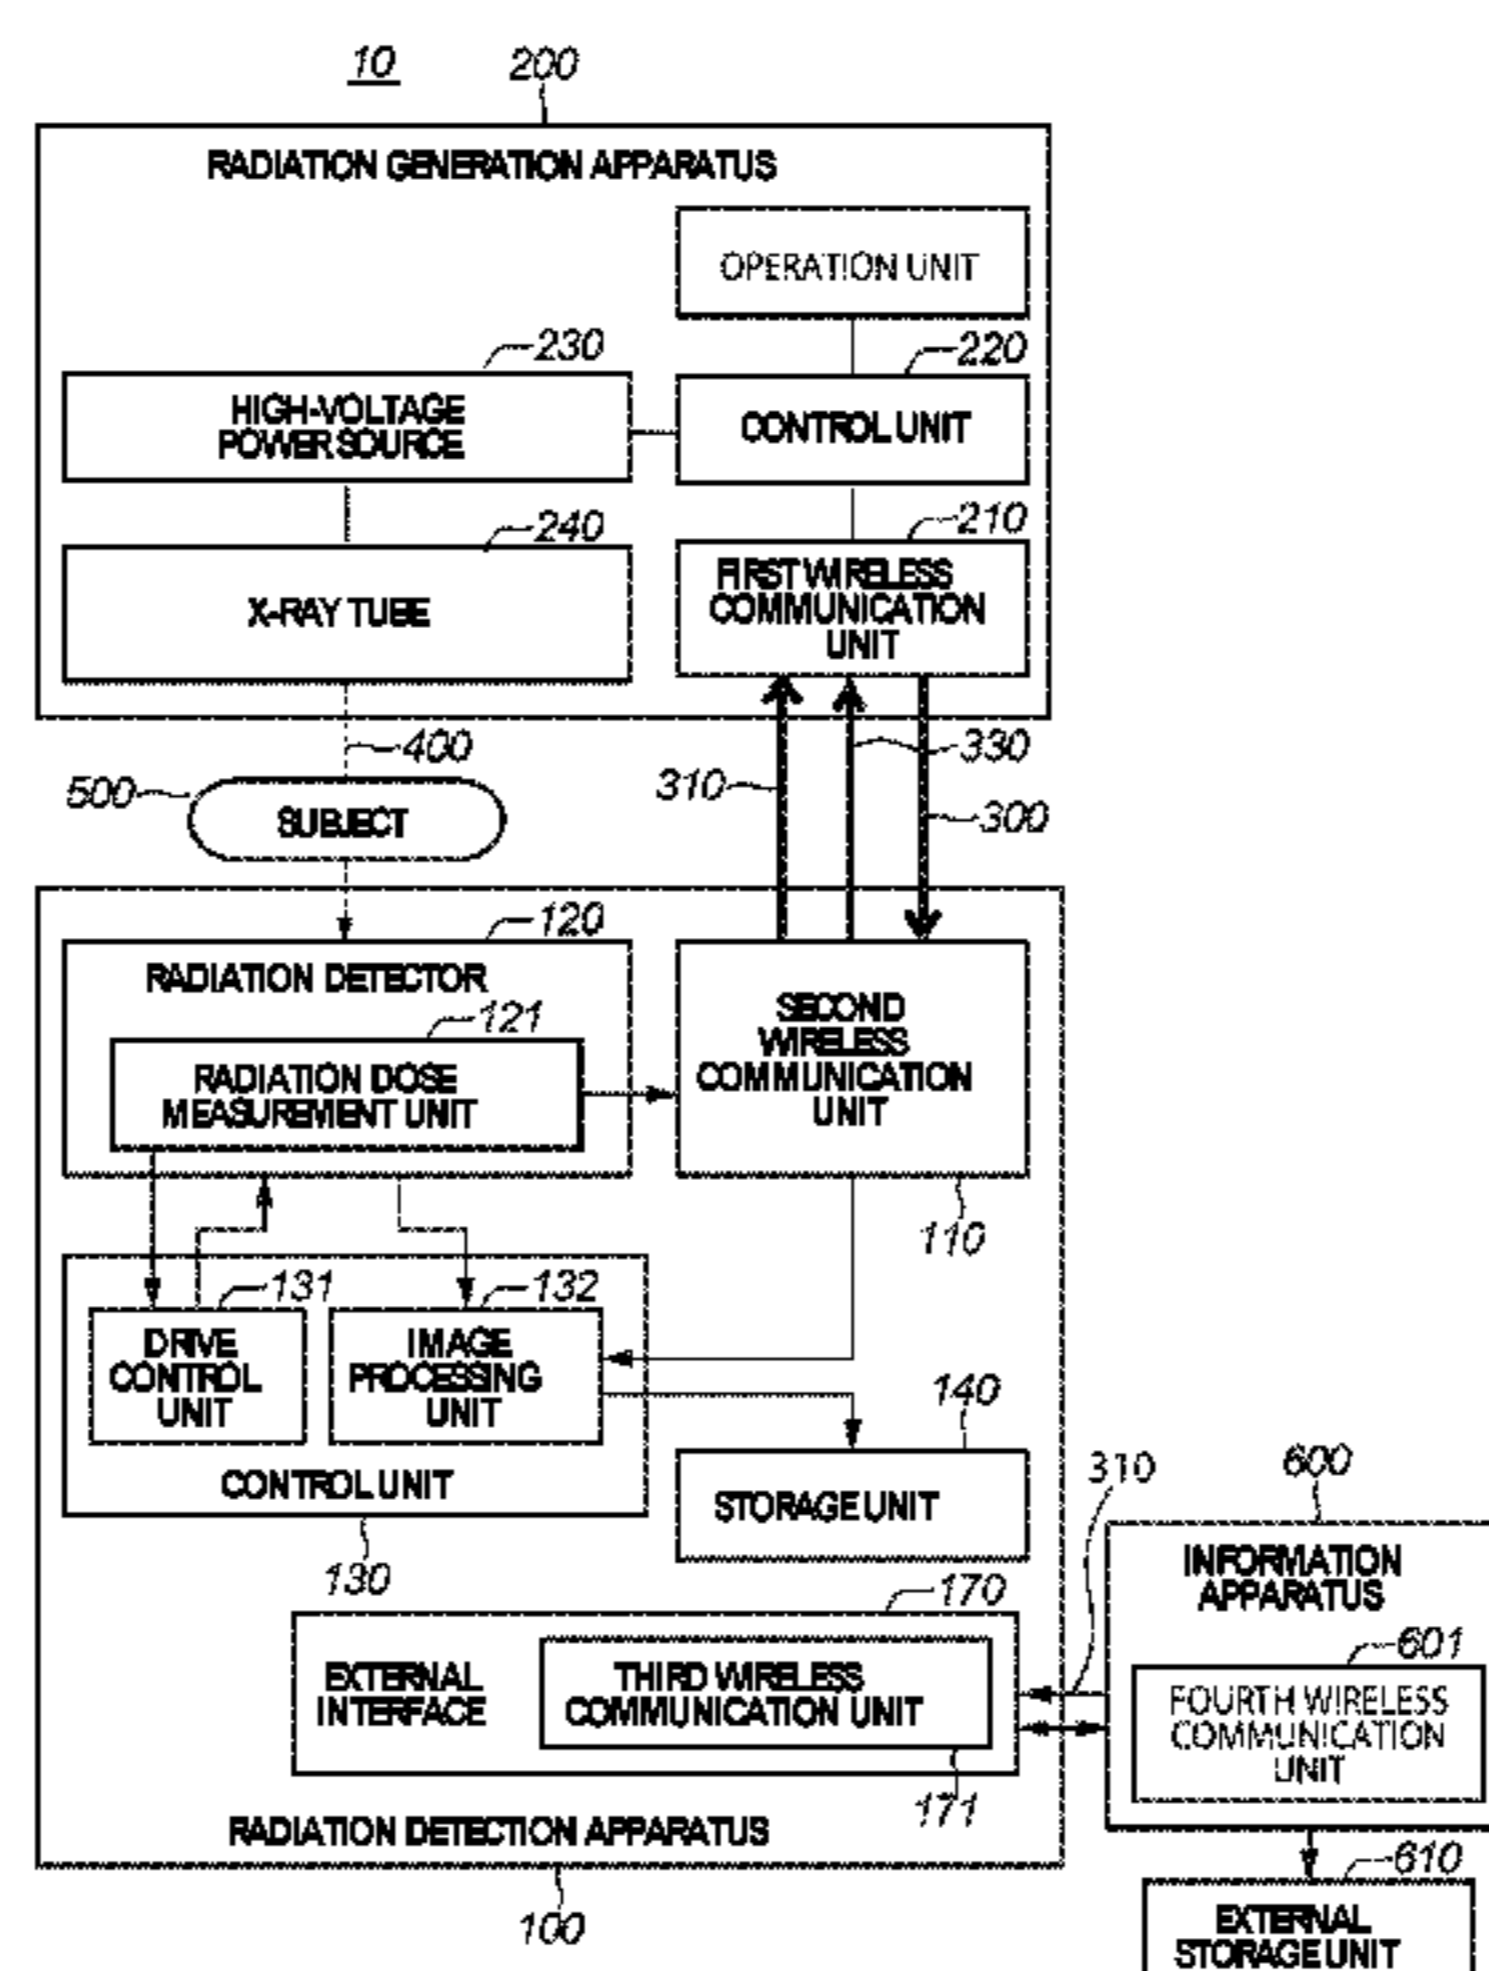 10
200
RADIATION GENERATION APPARATUS
OPERATION UNIT
230
220
HIGH-VOLTAGE
POWER SOURCE
CONTROL UNIT
240
210
X-RAY TUBE
FIRST WIRELESS
COMMUNICATION
UNIT
400
330
500
310
SUBJECT
300
120
RADIATION DETECTOR
121
RADIATION DOSE
MEASUREMENT UNIT
SECOND
WIRELESS
COMMUNICATION
UNIT
110
131
132
DRIVE
CONTROL
UNIT
IMAGE
PROCESSING
UNIT
140
CONTROL UNIT
STORAGE UNIT
130
310
600
INFORMATION
APPARATUS
170
601
EXTERNAL
INTERFACE
THIRD WIRELESS
COMMUNICATION UNIT
FOURTH WIRELESS
COMMUNICATION
UNIT
171
RADIATION DETECTION APPARATUS
610
100
EXTERNAL
STORAGE UNIT